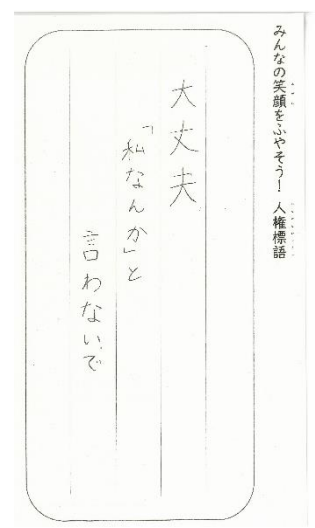 みんなの笑顔をふやそう！ 人権標語
大丈夫
「私なんか」と
言わないで